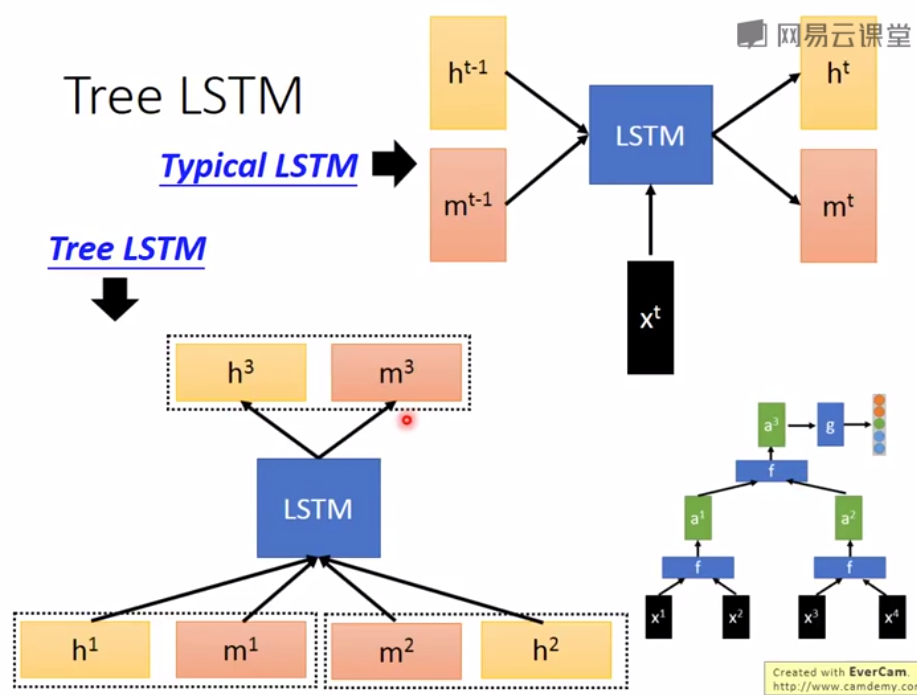 网易云课堂
Tree LSTM
Typical LSTM
Tree LSTM
h^{t-1}
m^{t-1}
LSTM
h^t
m^t
x^t
h^3
m^3
LSTM
h^1
m^1
m^2
h^2
a^3
g
f
a^1
a^2
f
f
x^1
x^2
x^3
x^4
Created with EverCam.
http://www.camdemy.com